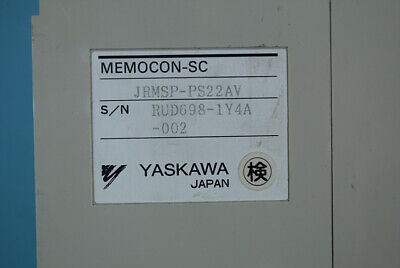 MEMOCON-SC
JRMSP-PS22AV
S/N RUD698-1Y4A
-002
YASKAWA
JAPAN
検